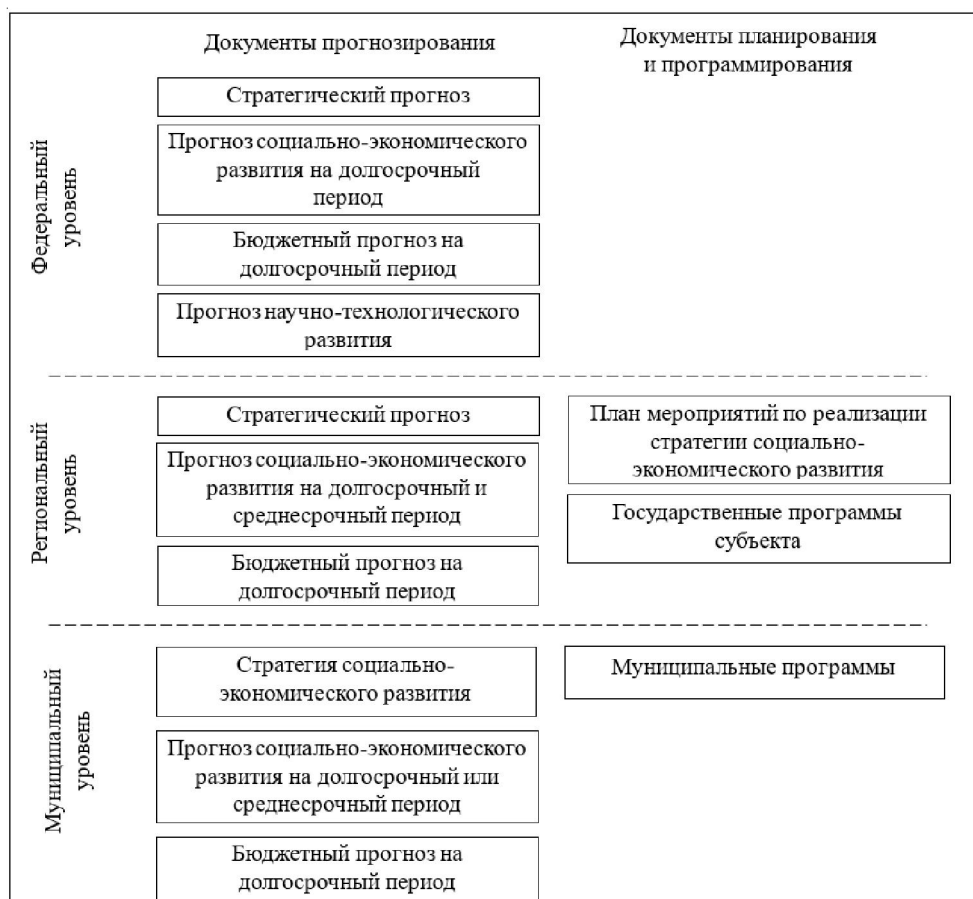 Документы прогнозирования
Документы планирования
и программирования
Федеральный
уровень
Стратегический прогноз
Прогноз социально-экономического
развития на долгосрочный
период
Бюджетный прогноз на
долгосрочный период
Прогноз научно-технологического
развития
Региональный
уровень
Стратегический прогноз
Прогноз социально-экономического
развития на долгосрочный и
среднесрочный период
Бюджетный прогноз на
долгосрочный период
План мероприятий по реализации
стратегии социально-
экономического развития
Государственные программы
субъекта
Муниципальный
уровень
Стратегия социально-
экономического развития
Прогноз социально-экономического
развития на долгосрочный или
среднесрочный период
Бюджетный прогноз на
долгосрочный период
Муниципальные программы